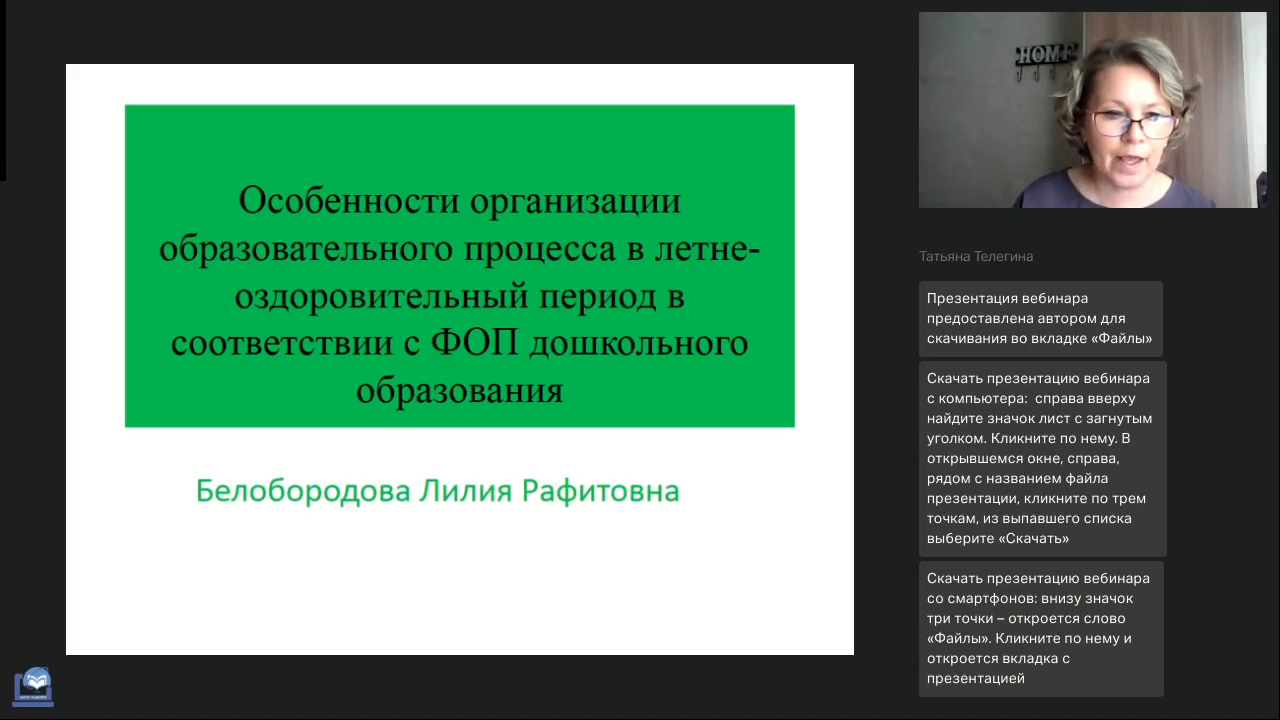 Особенности организации
образовательного процесса в летне-
оздоровительный период в
соответствии с ФОП дошкольного
образования
Белобородова Лилия Рафитовна
HOME
Татьяна Телегина
Презентация вебинара
предоставлена автором для
скачивания во вкладке «Файлы»
Скачать презентацию вебинара
с компьютера:  справа вверху
найдите значок лист с загнутым
уголком. Кликните по нему. В
открывшемся окне, справа,
рядом с названием файла
презентации, кликните по трем
точкам, из выпавшего списка
выберите «Скачать»
Скачать презентацию вебинара
со смартфонов: внизу значок
три точки – откроется слово
«Файлы». Кликните по нему и
откроется вкладка с
презентацией